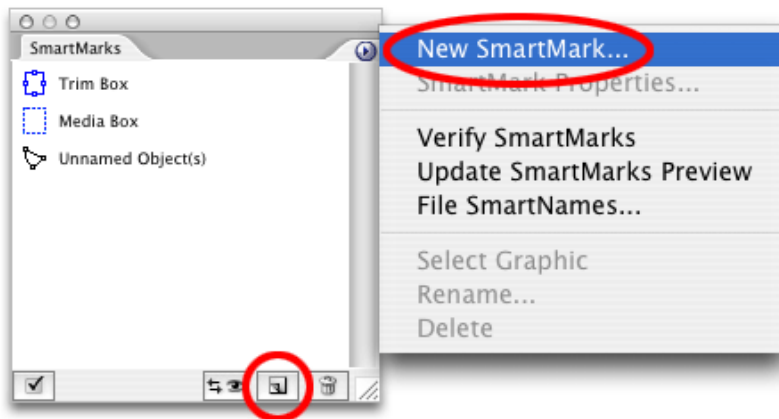 SmartMarks
Trim Box
Media Box
Unnamed Object(s)
New SmartMark...
SmartMark Properties...
Verify SmartMarks
Update SmartMarks Preview
File SmartNames...
Select Graphic
Rename...
Delete